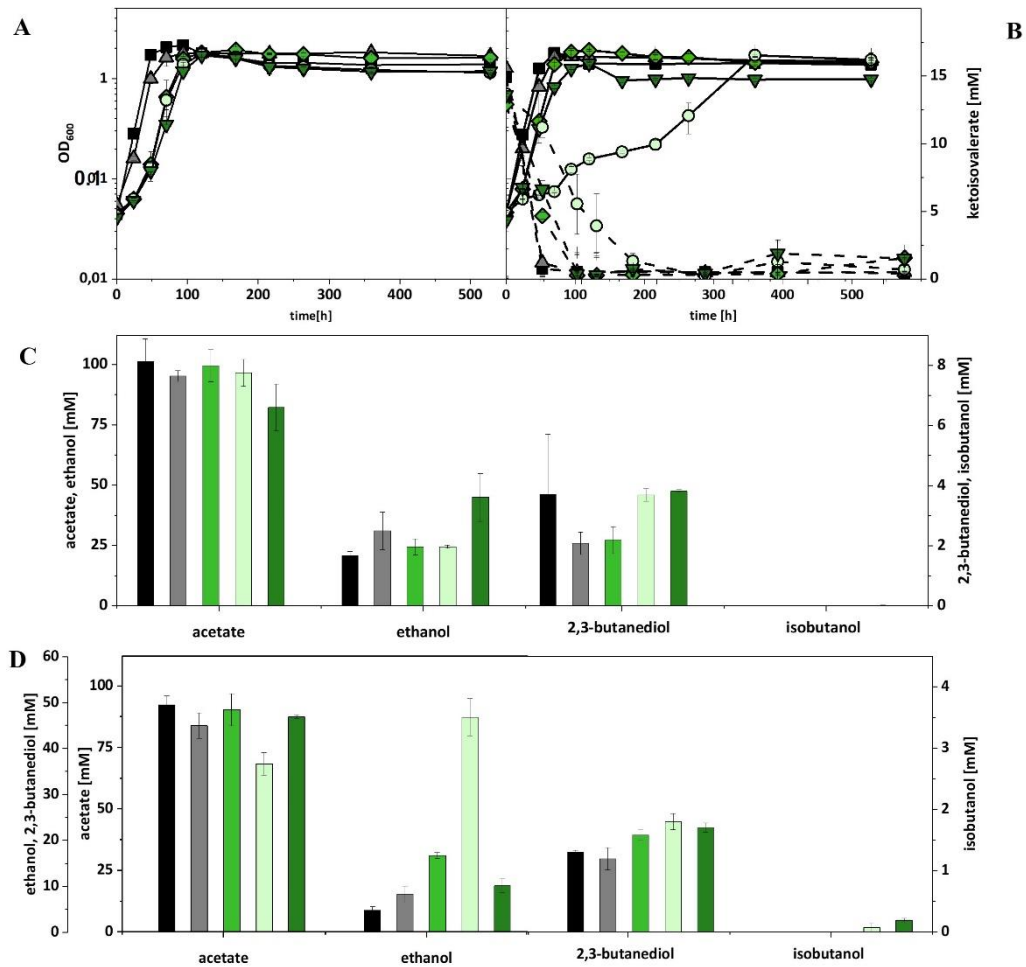 A
B
1
0,1
0,01
0,01
OD600
0
100
200
300
400
500
time[h]
0
100
200
300
400
500
time [h]
15
10
5
0
ketoisovalerate [mM]
C
100
75
50
25
0
acetate, ethanol [mM]
8
6
4
2
0
2,3-butanediol, isobutanol [mM]
acetate
ethanol
2,3-butanediol
isobutanol
D
60
50
40
30
20
10
0
ethanol, 2,3-butanediol [mM]
100
75
50
25
0
acetate [mM]
4
3
2
1
0
isobutanol [mM]
acetate
ethanol
2,3-butanediol
isobutanol